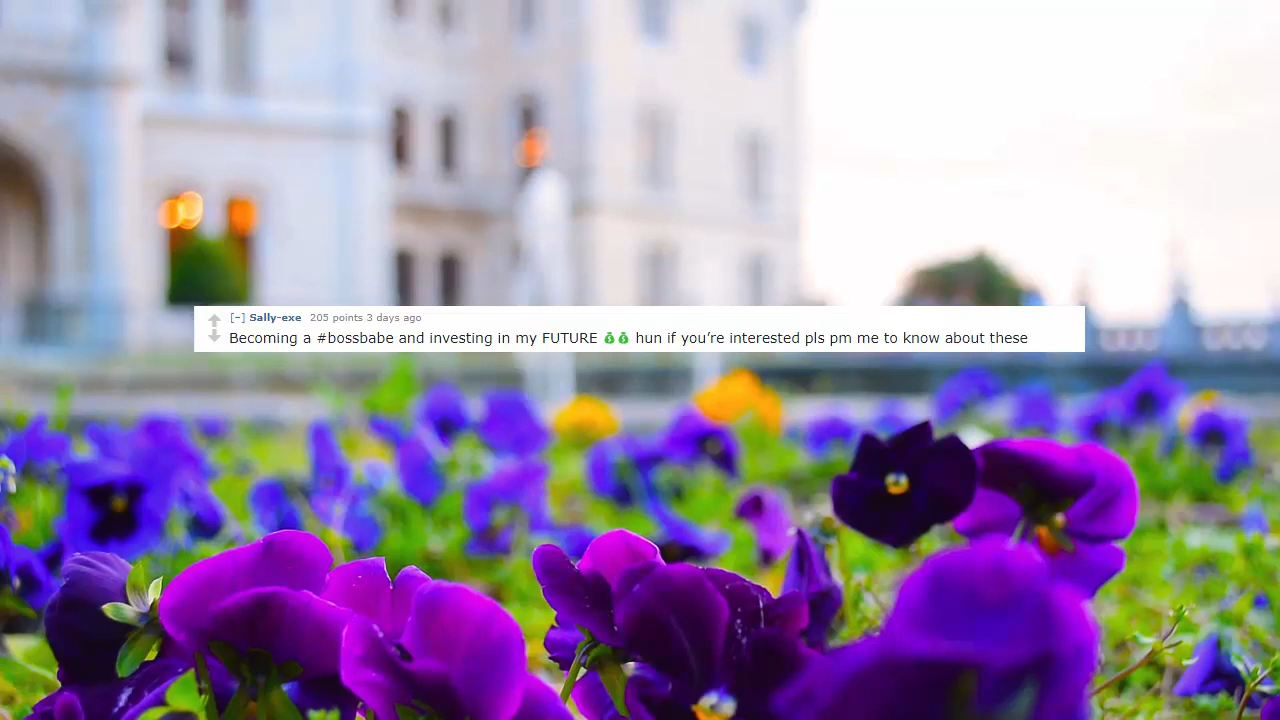 [–] Sally-exe 205 points 3 days ago
Becoming a #bossbabe and investing in my FUTURE 💰💰 hun if you’re interested pls pm me to know about these